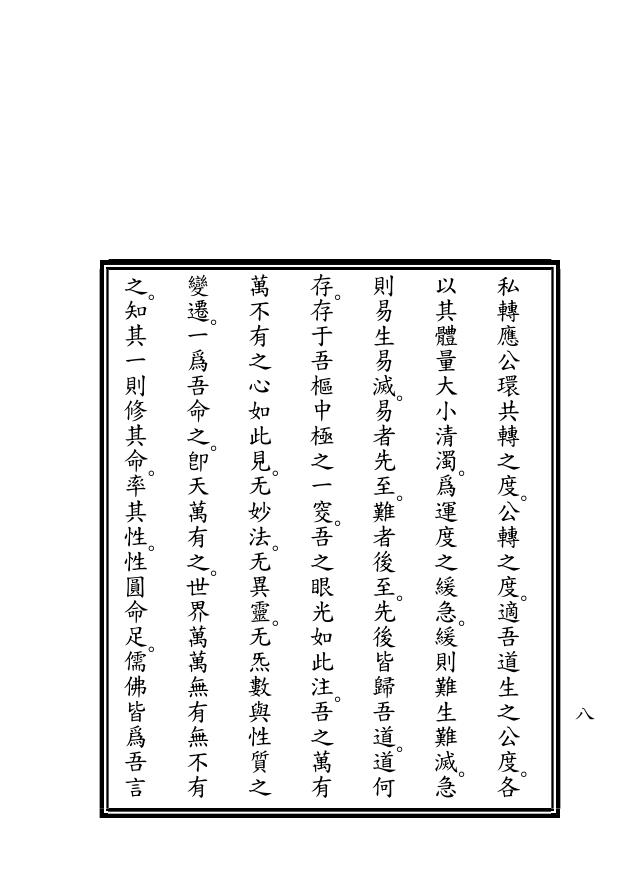 私轉應公環共轉之度。公轉之度。適吾道生之公度。各
以其體量大小清濁。爲運度之緩急。緩則難生難滅。急
則易生易滅。易者先至。難者後至。先後皆歸吾道。道何
存。存于吾樞中極之一窔。吾之眼光如此注。吾之萬有
萬不有之心如此見。无妙法。无異靈。无炁數與性質之
變遷。一爲吾命之。卽天萬有之。世界萬萬無有無不有
之。知其一則修其命。率其性。性圓命足。儒佛皆爲吾言
八